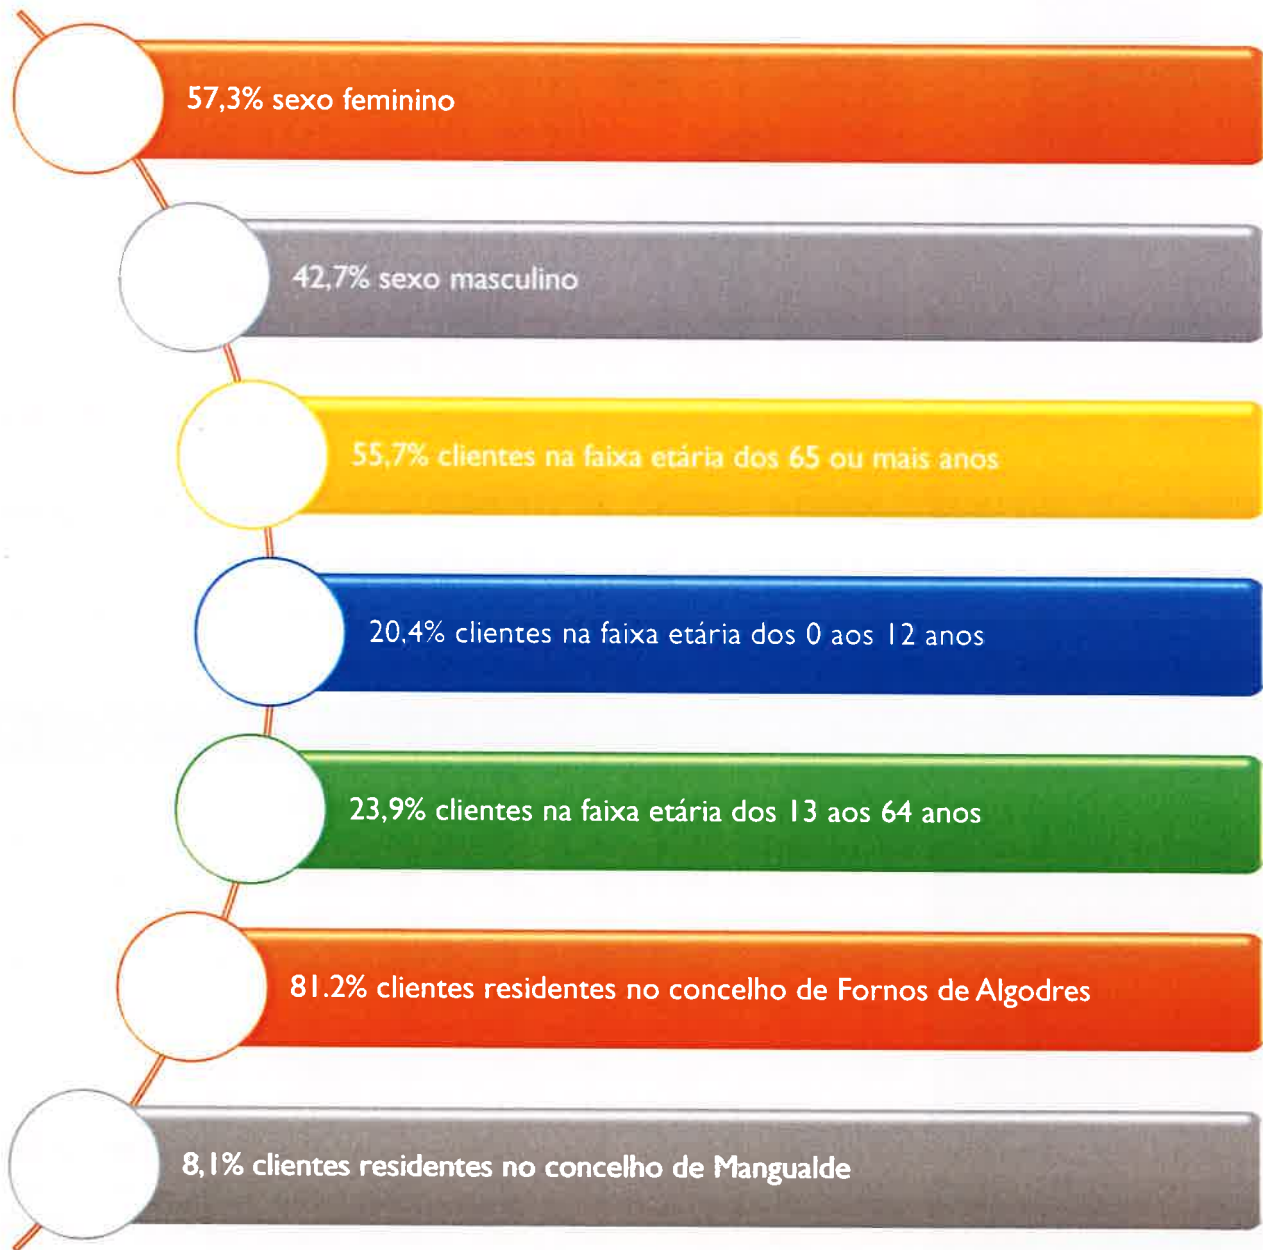 57,3% sexo feminino
42,7% sexo masculino
55,7% clientes na faixa etária dos 65 ou mais anos
20,4% clientes na faixa etária dos 0 aos 12 anos
23,9% clientes na faixa etária dos 13 aos 64 anos
81.2% clientes residentes no concelho de Fornos de Algodres
8,1% clientes residentes no concelho de Mangualde